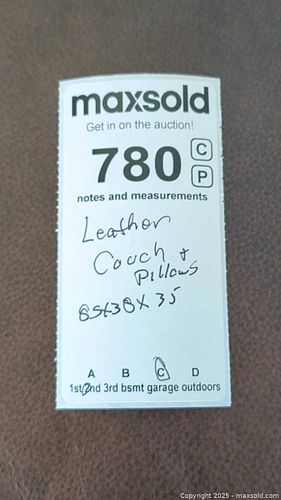 maxsold
Get in on the auction!
780 C
P
notes and measurements
Leather
Couch +
Pillows
85x38x35
A B C D
1st 2nd 3rd bsmt garage outdoors
Copyright 2025 - maxsold.com